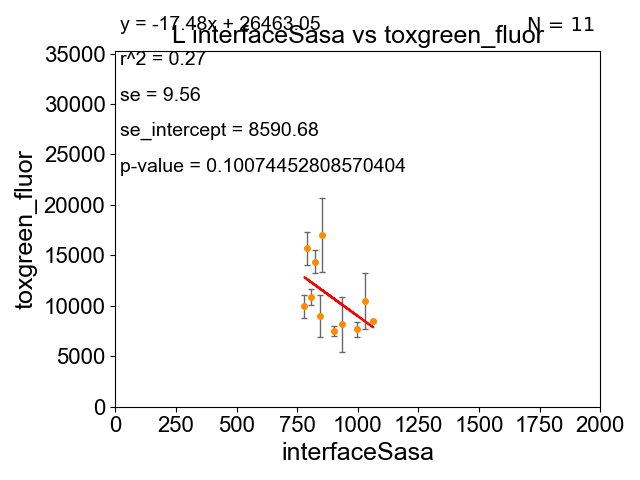 y = -17.48x + 26463.05
N = 11
L interfaceSasa vs toxgreen_fluor
r^2 = 0.27
se = 9.56
se_intercept = 8590.68
p-value = 0.10074452808570404
35000
30000
25000
20000
15000
10000
5000
0
toxgreen_fluor
0 250 500 750 1000 1250 1500 1750 2000
interfaceSasa